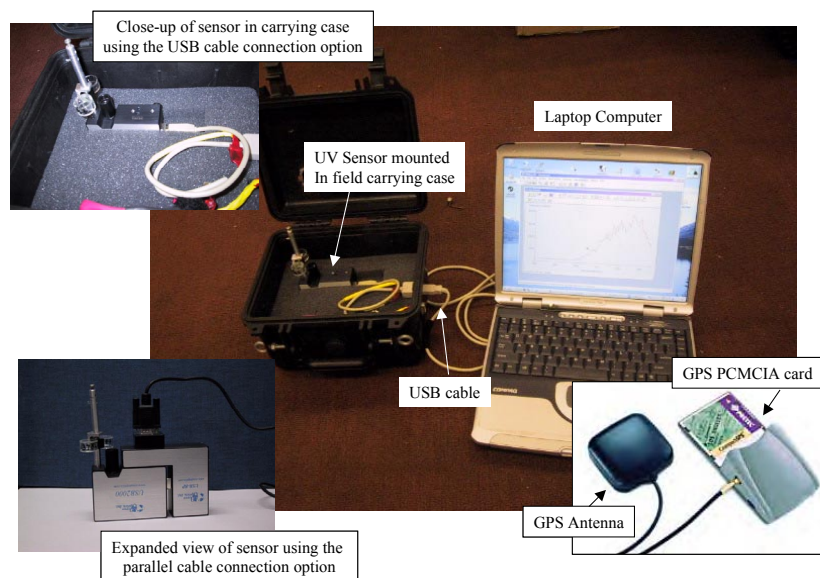 Close-up of sensor in carrying case
using the USB cable connection option
Laptop Computer
UV Sensor mounted
In field carrying case
USB cable
GPS PCMCIA card
GPS Antenna
USB2000
Expanded view of sensor using the
parallel cable connection option